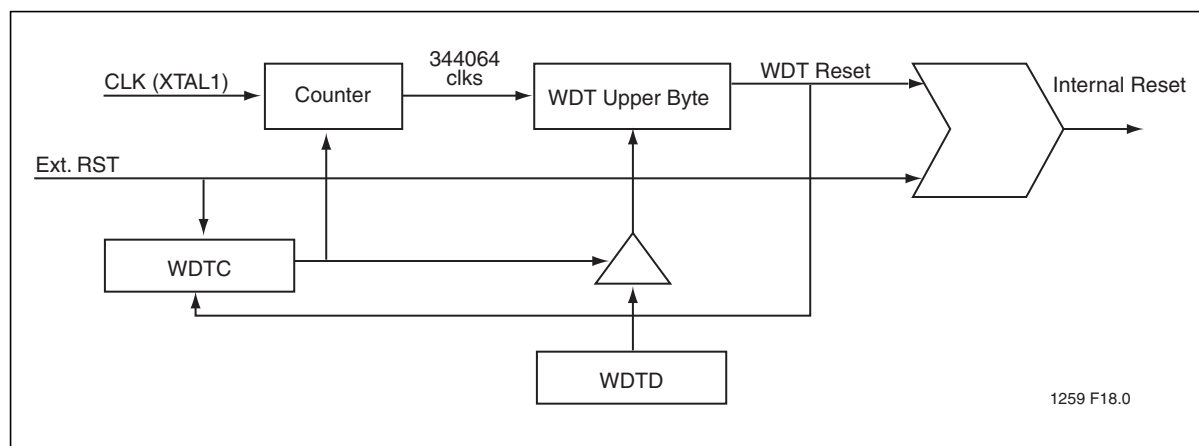 344064
clks
CLK (XTAL1)
Counter
WDT Upper Byte
WDT Reset
Internal Reset
Ext. RST
WDTC
WDTD
1259 F18.0